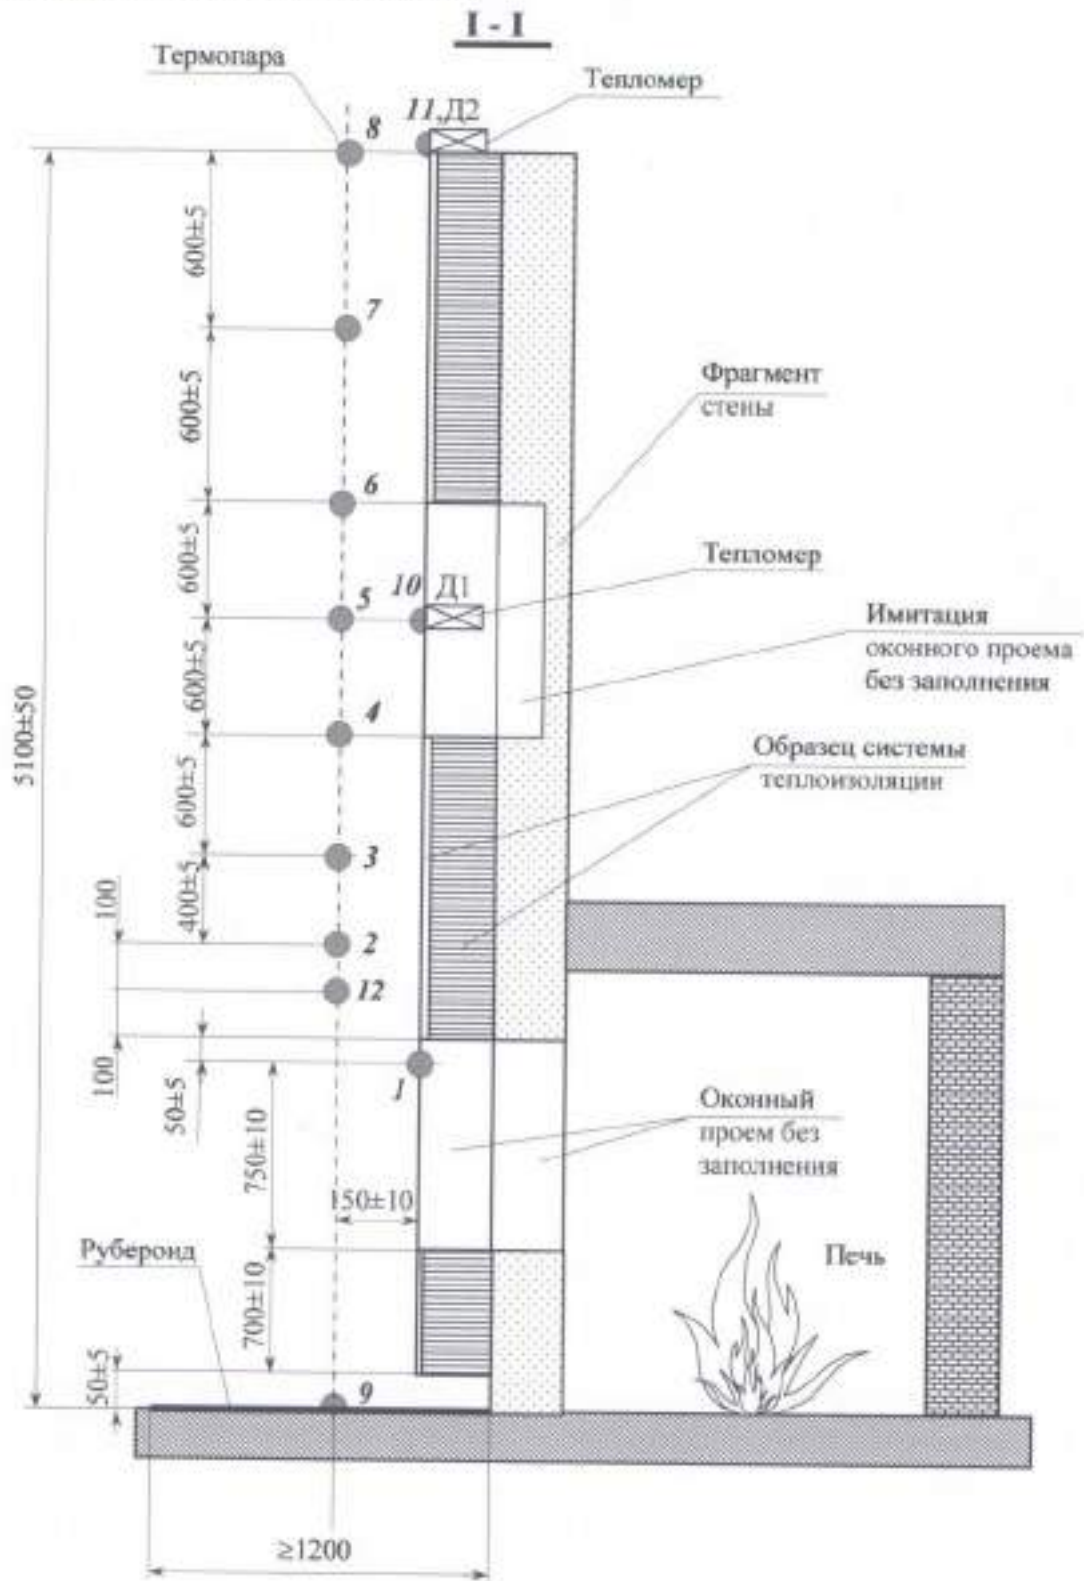 I - I
Термопара
Тепломер
11,Д2
8
600±5
7
600±5
Фрагмент
стены
6
600±5
Тепломер
10 Д1
5
Имитация
оконного проема
без заполнения
600±5
4
5100±50
Образец системы
теплоизоляции
600±5
3
400±5
100
2
12
100
50±5
1
Оконный
проем без
заполнения
750±10
150±10
Рубероид
Печь
700±10
50±5
9
≥1200